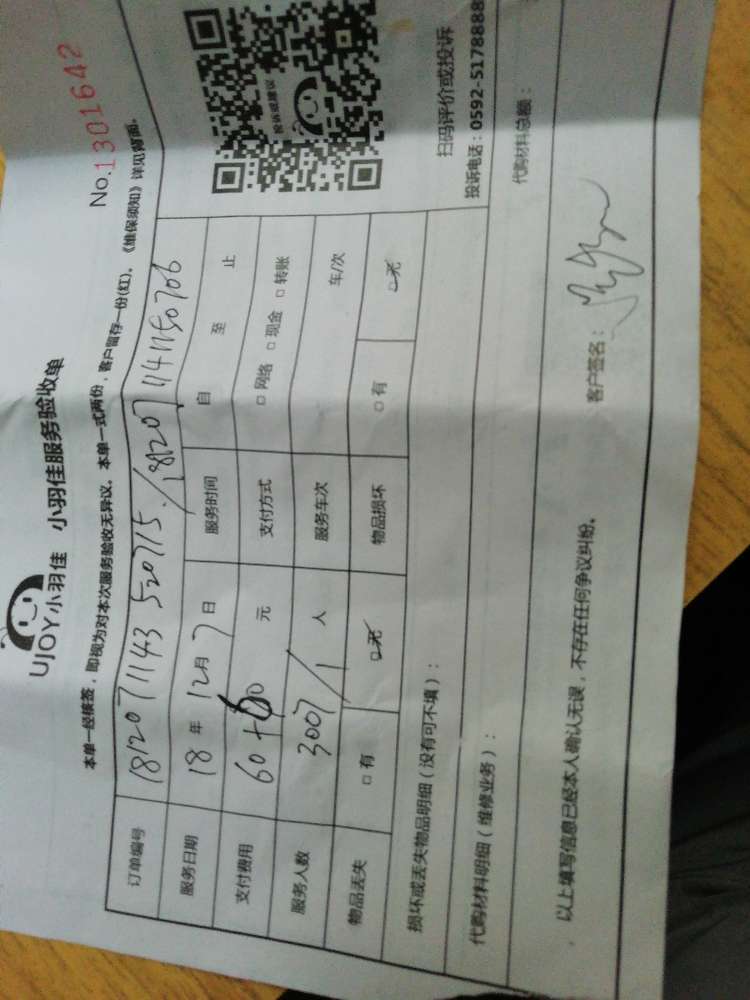 UJOY小羽佳 小羽佳服务验收单
No.1301642
本单一经核签，即视为对本次服务验收无异议。本单一式两份，客户留存一份(红)。《维保须知》详见背面。
订单编号 1812071143520715./1812071141150706
服务日期 18年12月7日 服务时间 自 至 止
支付费用 60+60元 支付方式 □网络 □现金 □转账
服务人数 3007/1人 服务车次 车/次
物品丢失 □有 □无 物品损坏 □有 □无
投诉或建议
扫码评价或投诉
投诉电话：0592-5178888
损坏或丢失物品明细（没有可不填）：
代购材料明细（维修业务）： 代购材料总额：
以上填写信息已经本人确认无误，不存在任何争议纠纷。
客户签名：